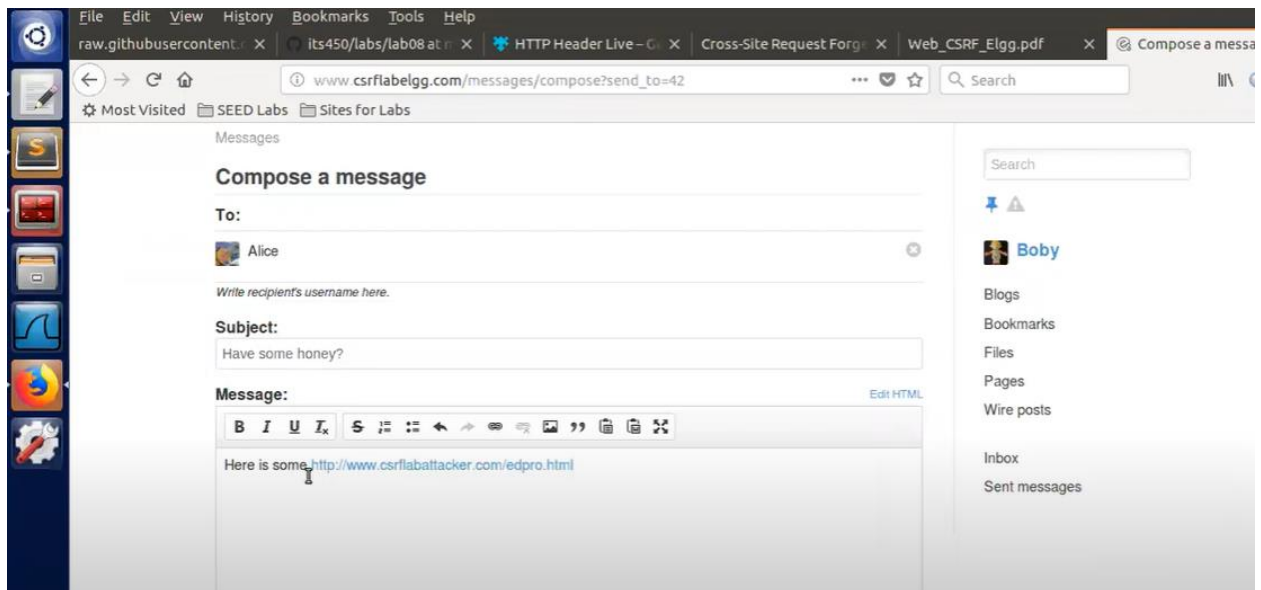 File Edit View History Bookmarks Tools Help
raw.githubusercontent. its450/labs/lab08 at HTTP Header Live – Cross-Site Request Forg Web_CSRF_Elgg.pdf Compose a messa
www.csrflabelgg.com/messages/compose?send_to=42 Search
Most Visited SEED Labs Sites for Labs
Messages
Compose a message
Search
To:
Alice
Boby
Write recipient's username here.
Blogs
Subject:
Bookmarks
Have some honey?
Files
Pages
Message: Edit HTML
Wire posts
B I U Tx S
Here is some http://www.csrflabattacker.com/edpro.html
Inbox
Sent messages